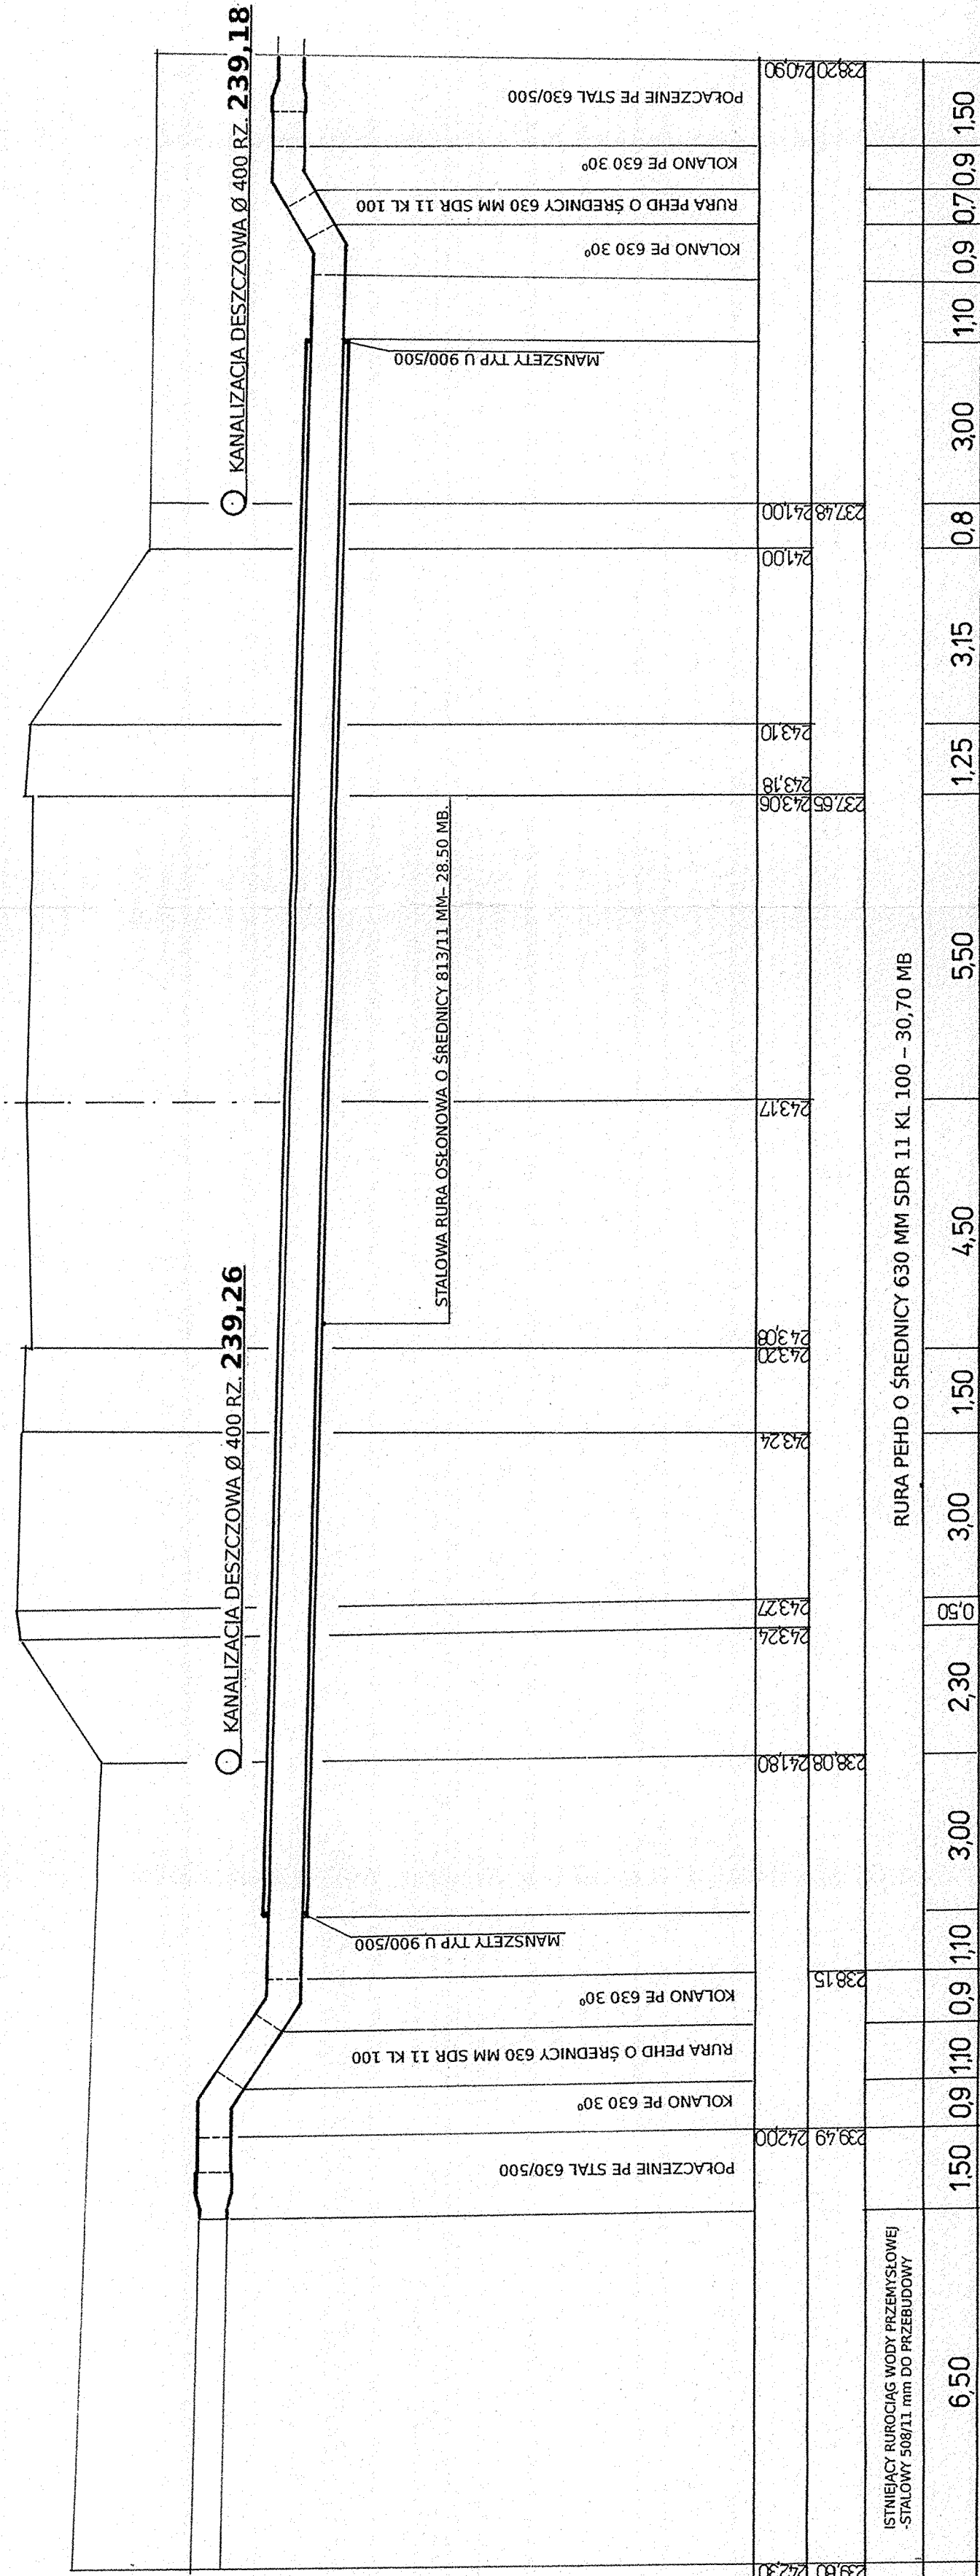 KANALIZACJA DESZCZOWA Ø 400 RZ. 239,26
KANALIZACJA DESZCZOWA Ø 400 RZ. 239,18
STALOWA RURA OSŁONOWA O ŚREDNICY 813/11 MM– 28.50 MB.
POŁACZENIE PE STAL 630/500
KOLANO PE 630 30º
RURA PEHD O ŚREDNICY 630 MM SDR 11 KL 100
KOLANO PE 630 30º
MANSZETY TYP U 900/500
MANSZETY TYP U 900/500
KOLANO PE 630 30º
RURA PEHD O ŚREDNICY 630 MM SDR 11 KL 100
KOLANO PE 630 30º
POŁACZENIE PE STAL 630/500
242,30
242,00
241,80
243,24
243,27
243,24
243,20
243,08
243,17
243,06
243,18
243,10
241,00
241,00
240,90
239,60
239,49
238,15
238,08
237,65
237,48
238,20
ISTNIEJĄCY RUROCIĄG WODY PRZEMYSŁOWEJ
-STALOWY 508/11 mm DO PRZEBUDOWY
RURA PEHD O ŚREDNICY 630 MM SDR 11 KL 100 – 30,70 MB
6,50
1,50
0,9
1,10
0,9
1,10
3,00
2,30
0,50
3,00
1,50
4,50
5,50
1,25
3,15
0,8
3,00
1,10
0,9
0,7
0,9
1.50